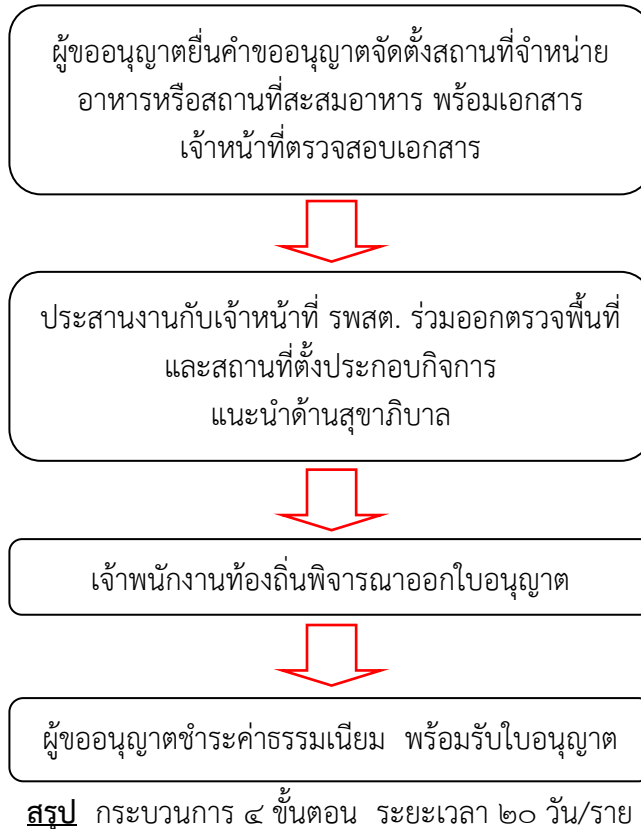 ผู้ขออนุญาตยื่นคำขออนุญาตจัดตั้งสถานที่จำหน่าย
อาหารหรือสถานที่สะสมอาหาร พร้อมเอกสาร
เจ้าหน้าที่ตรวจสอบเอกสาร
ประสานงานกับเจ้าหน้าที่ รพสต. ร่วมออกตรวจพื้นที่
และสถานที่ตั้งประกอบกิจการ
แนะนำด้านสุขาภิบาล
เจ้าพนักงานท้องถิ่นพิจารณาออกใบอนุญาต
ผู้ขออนุญาตชำระค่าธรรมเนียม พร้อมรับใบอนุญาต
สรุป กระบวนการ ๔ ขั้นตอน ระยะเวลา ๒๐ วัน/ราย